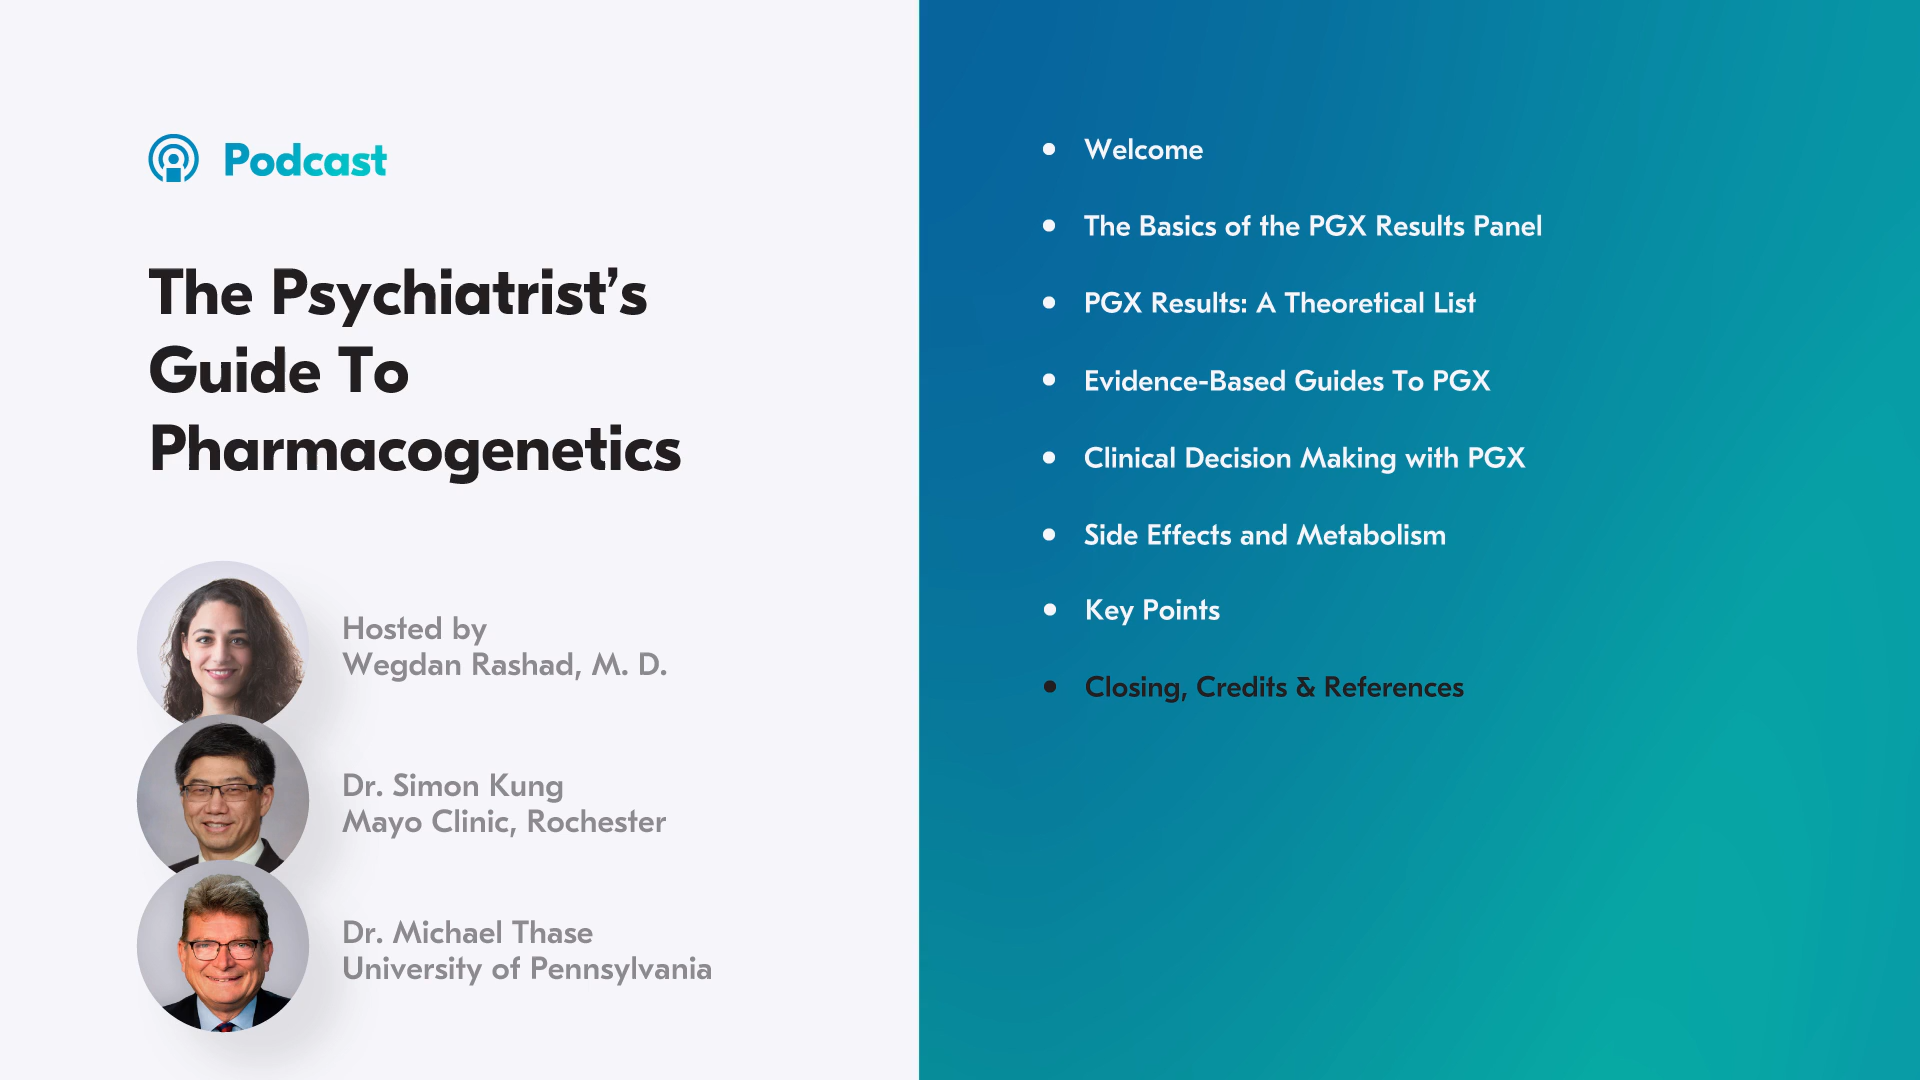 Podcast
The Psychiatrist’s
Guide To
Pharmacogenetics
Hosted by
Wegdan Rashad, M. D.
Dr. Simon Kung
Mayo Clinic, Rochester
Dr. Michael Thase
University of Pennsylvania
• Welcome
• The Basics of the PGX Results Panel
• PGX Results: A Theoretical List
• Evidence-Based Guides To PGX
• Clinical Decision Making with PGX
• Side Effects and Metabolism
• Key Points
• Closing, Credits & References